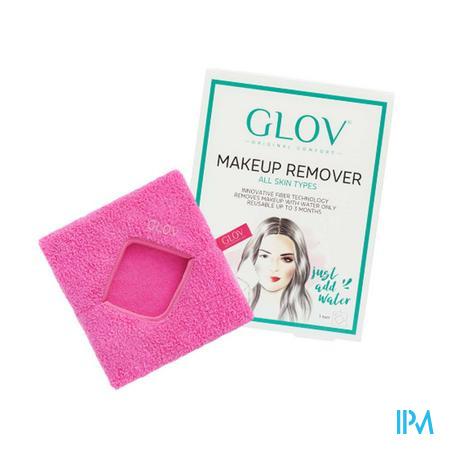 GLOV
ORIGINAL COMFORT
MAKEUP REMOVER
ALL SKIN TYPES
INNOVATIVE FIBER TECHNOLOGY
REMOVES MAKEUP WITH WATER ONLY
REUSABLE UP TO 3 MONTHS
GLOV
GLOV
just
add
water
IPM